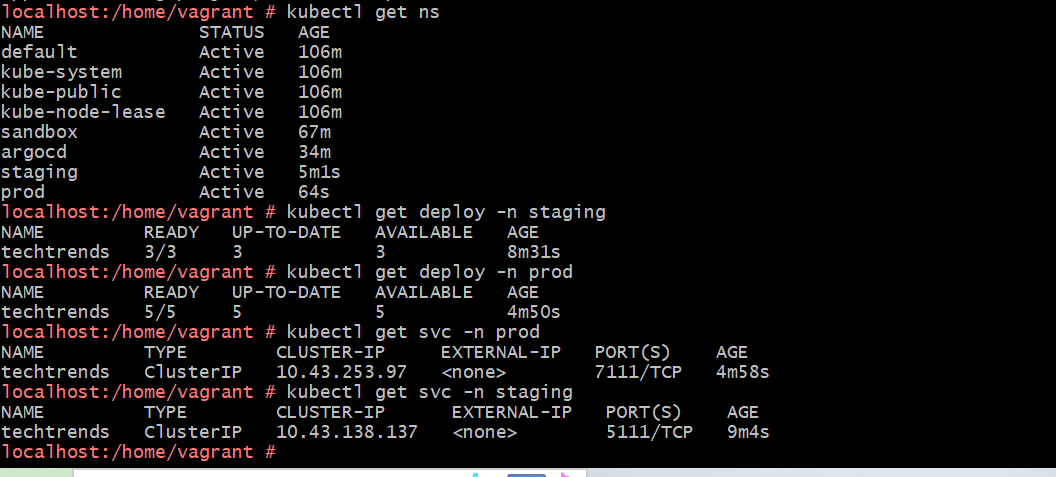 localhost:/home/vagrant # kubectl get ns
NAME STATUS AGE
default Active 106m
kube-system Active 106m
kube-public Active 106m
kube-node-lease Active 106m
sandbox Active 67m
argocd Active 34m
staging Active 5m1s
prod Active 64s
localhost:/home/vagrant # kubectl get deploy -n staging
NAME READY UP-TO-DATE AVAILABLE AGE
techtrends 3/3 3 3 8m31s
localhost:/home/vagrant # kubectl get deploy -n prod
NAME READY UP-TO-DATE AVAILABLE AGE
techtrends 5/5 5 5 4m50s
localhost:/home/vagrant # kubectl get svc -n prod
NAME TYPE CLUSTER-IP EXTERNAL-IP PORT(S) AGE
techtrends ClusterIP 10.43.253.97 <none> 7111/TCP 4m58s
localhost:/home/vagrant # kubectl get svc -n staging
NAME TYPE CLUSTER-IP EXTERNAL-IP PORT(S) AGE
techtrends ClusterIP 10.43.138.137 <none> 5111/TCP 9m4s
localhost:/home/vagrant #